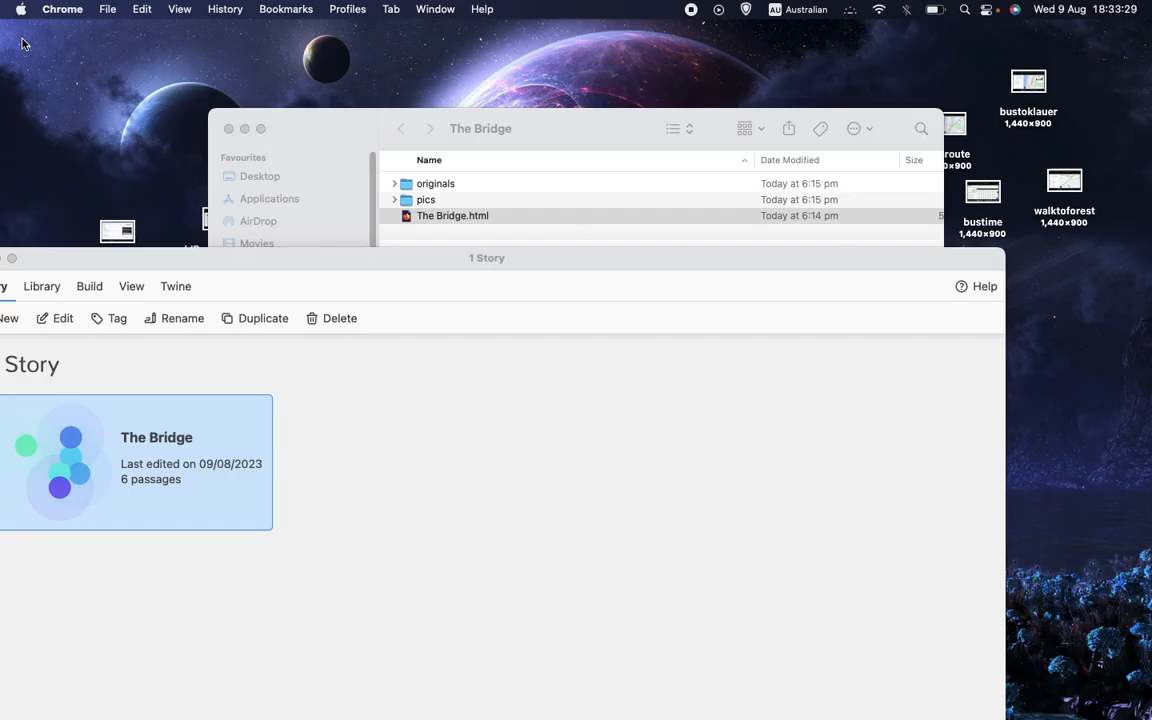 Chrome File Edit View History Bookmarks Profiles Tab Window Help AU Australian Wed 9 Aug 18:33:29
bustoklauer
1,440×900
The Bridge
Favourites
Name Date Modified Size
route
Desktop
originals Today at 6:15 pm
Applications
pics Today at 6:15 pm
The Bridge.html Today at 6:14 pm 5
AirDrop
Movies
walktoforest
1,440×900
bustime
1,440×900
1 Story
Library Build View Twine Help
Edit Tag Rename Duplicate Delete
Story
The Bridge
Last edited on 09/08/2023
6 passages